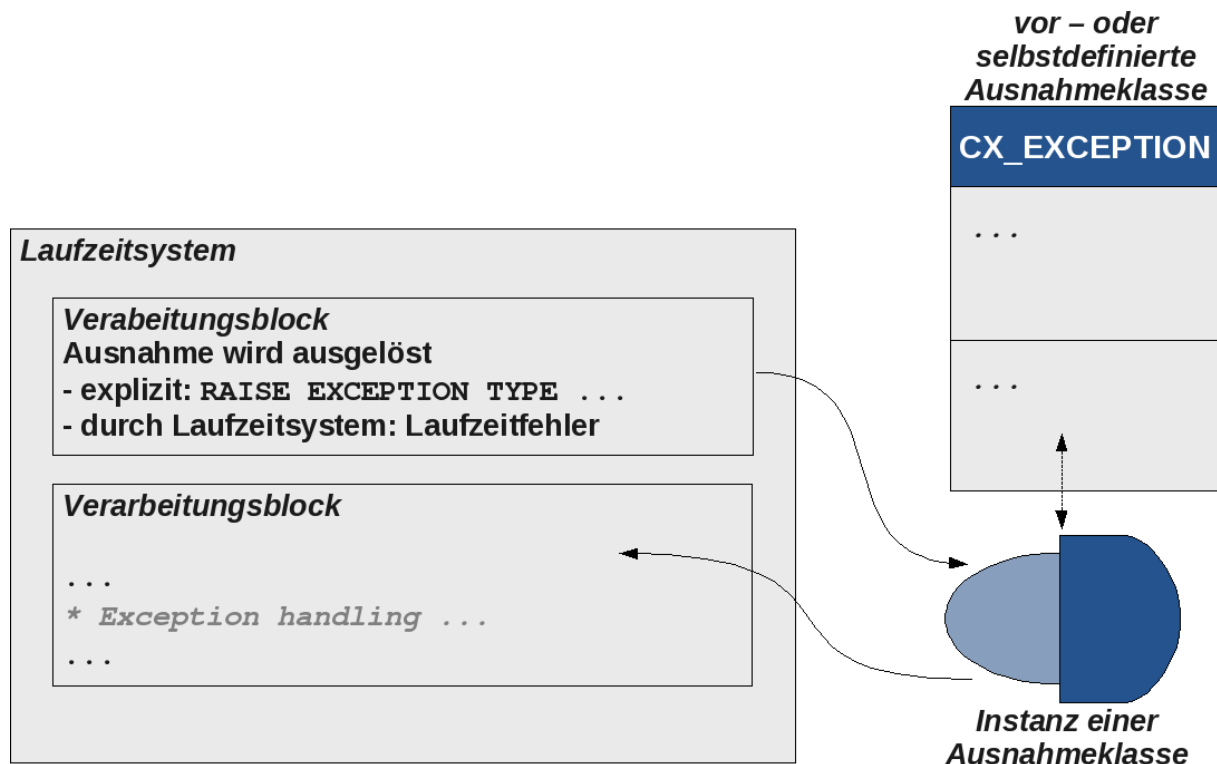 vor – oder
selbstdefinierte
Ausnahmeklasse
CX_EXCEPTION
...
...
Laufzeitsystem
Verabeitungsblock
Ausnahme wird ausgelöst
- explizit: RAISE EXCEPTION TYPE ...
- durch Laufzeitsystem: Laufzeitfehler
Verarbeitungsblock
...
* Exception handling ...
...
Instanz einer
Ausnahmeklasse